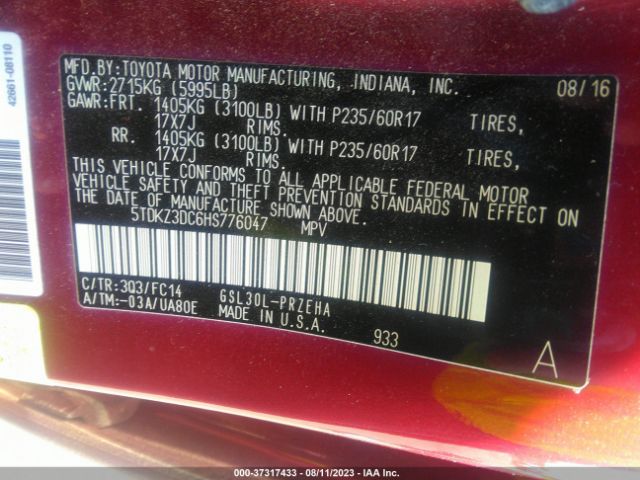 42661-08110
MFD.BY:TOYOTA MOTOR MANUFACTURING, INDIANA, INC. 08/16
GVWR:2715KG (5995LB)
GAWR:FRT. 1405KG (3100LB) WITH P235/60R17 TIRES,
17X7J RIMS.
RR. 1405KG (3100LB) WITH P235/60R17 TIRES,
17X7J RIMS.
THIS VEHICLE CONFORMS TO ALL APPLICABLE FEDERAL MOTOR
VEHICLE SAFETY AND THEFT PREVENTION STANDARDS IN EFFECT ON
THE DATE OF MANUFACTURE SHOWN ABOVE.
5TDKZ3DC6HS776047 MPV
C/TR:3Q3/FC14 GSL30L-PRZEHA
A/TM:-03A/UA80E MADE IN U.S.A.
933
A
000-37317433 - 08/11/2023 - IAA Inc.